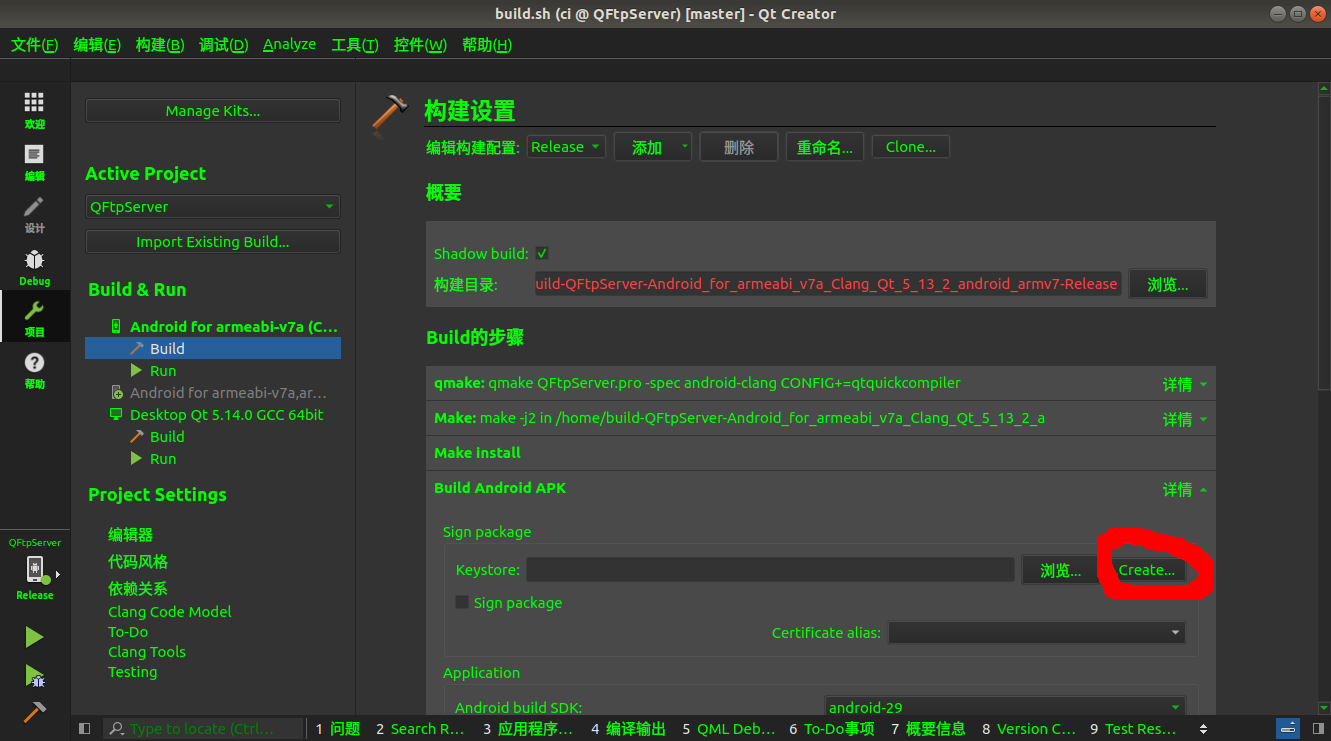 build.sh (ci @ QFtpServer) [master] - Qt Creator
文件(F) 编辑(E) 构建(B) 调试(D) Analyze 工具(T) 控件(W) 帮助(H)
欢迎
编辑
设计
Debug
项目
帮助
QFtpServer
Release
Manage Kits...
Active Project
QFtpServer
Import Existing Build...
Build & Run
Android for armeabi-v7a (C...
Build
Run
Android for armeabi-v7a,ar...
Desktop Qt 5.14.0 GCC 64bit
Build
Run
Project Settings
编辑器
代码风格
依赖关系
Clang Code Model
To-Do
Clang Tools
Testing
构建设置
编辑构建配置: Release 添加 删除 重命名... Clone...
概要
Shadow build:
构建目录: uild-QFtpServer-Android_for_armeabi_v7a_Clang_Qt_5_13_2_android_armv7-Release 浏览...
Build的步骤
qmake: qmake QFtpServer.pro -spec android-clang CONFIG+=qtquickcompiler 详情
Make: make -j2 in /home/build-QFtpServer-Android_for_armeabi_v7a_Clang_Qt_5_13_2_a 详情
Make install
Build Android APK 详情
Sign package
Keystore: 浏览... Create...
Sign package
Certificate alias:
Application
Android build SDK: android-29
Type to locate (Ctrl... 1 问题 2 Search R... 3 应用程序... 4 编译输出 5 QML Deb... 6 To-Do事项 7 概要信息 8 Version C... 9 Test Res...